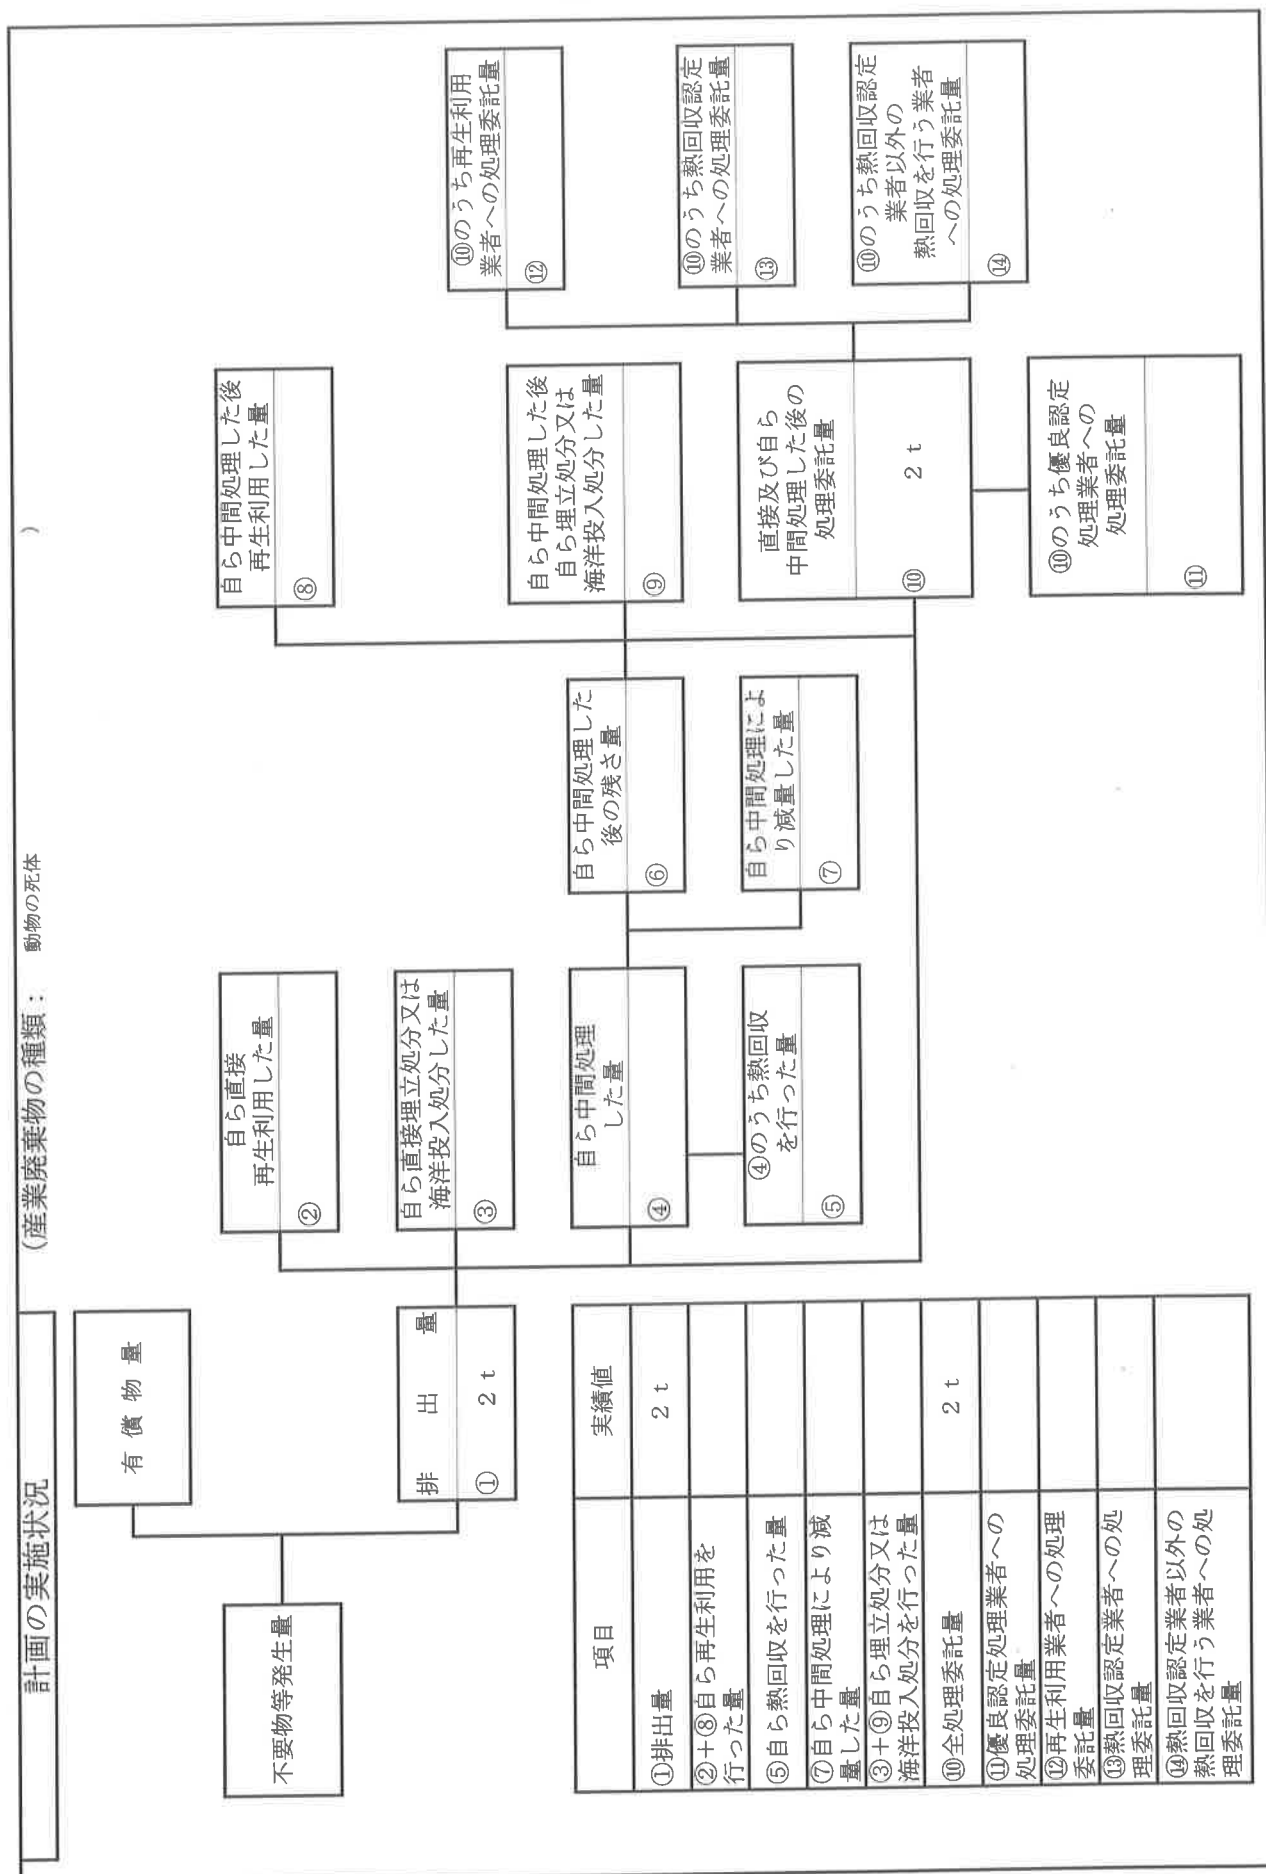 計画の実施状況
(産業廃棄物の種類： 動物の死体 )
不要物等発生量
有償物量
排出量
① 2 t
自ら直接
再生利用した量
②
自ら直接埋立処分又は
海洋投入処分した量
③
自ら中間処理
した量
④
④のうち熱回収
を行った量
⑤
自ら中間処理した
後の残さ量
⑥
自ら中間処理によ
り減量した量
⑦
自ら中間処理した後
再生利用した量
⑧
自ら中間処理した後
自ら埋立処分又は
海洋投入処分した量
⑨
直接及び自ら
中間処理した後の
処理委託量
⑩ 2 t
⑩のうち優良認定
処理業者への
処理委託量
⑪
⑩のうち再生利用
業者への処理委託量
⑫
⑩のうち熱回収認定
業者への処理委託量
⑬
⑩のうち熱回収認定
業者以外の
熱回収を行う業者
への処理委託量
⑭
項目 実績値
①排出量 2 t
②+⑧自ら再生利用を
行った量
⑤自ら熱回収を行った量
⑦自ら中間処理により減
量した量
③+⑨自ら埋立処分又は
海洋投入処分を行った量
⑩全処理委託量 2 t
⑪優良認定処理業者への
処理委託量
⑫再生利用業者への処理
委託量
⑬熱回収認定業者への処
理委託量
⑭熱回収認定業者以外の
熱回収を行う業者への処
理委託量